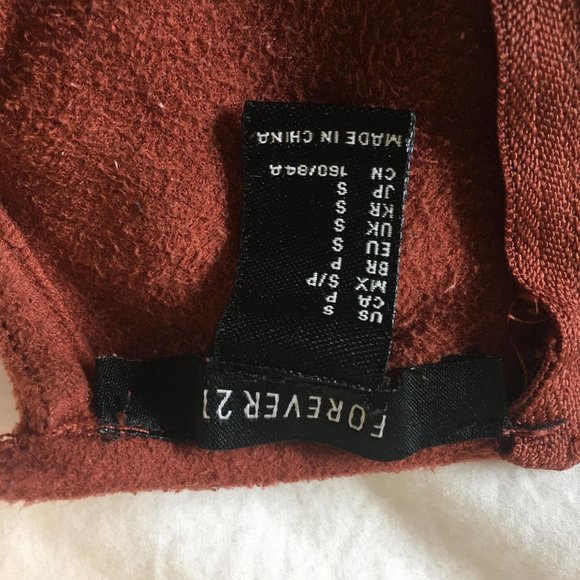 FOREVER 21
US S
CA P
MX S/P
BR P
EU S
UK S
KR S
JP S
CN 160/84A
MADE IN CHINA